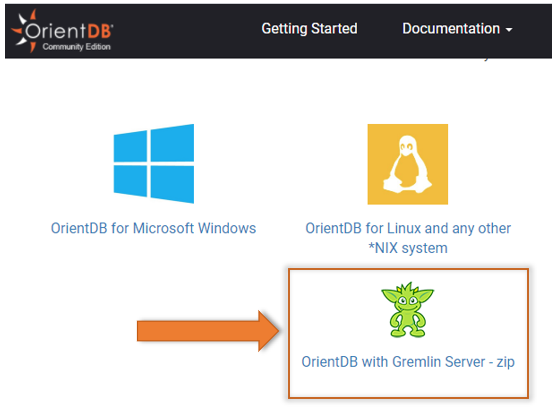 OrientDB®
Community Edition
Getting Started
Documentation
OrientDB for Microsoft Windows
OrientDB for Linux and any other
*NIX system
OrientDB with Gremlin Server - zip